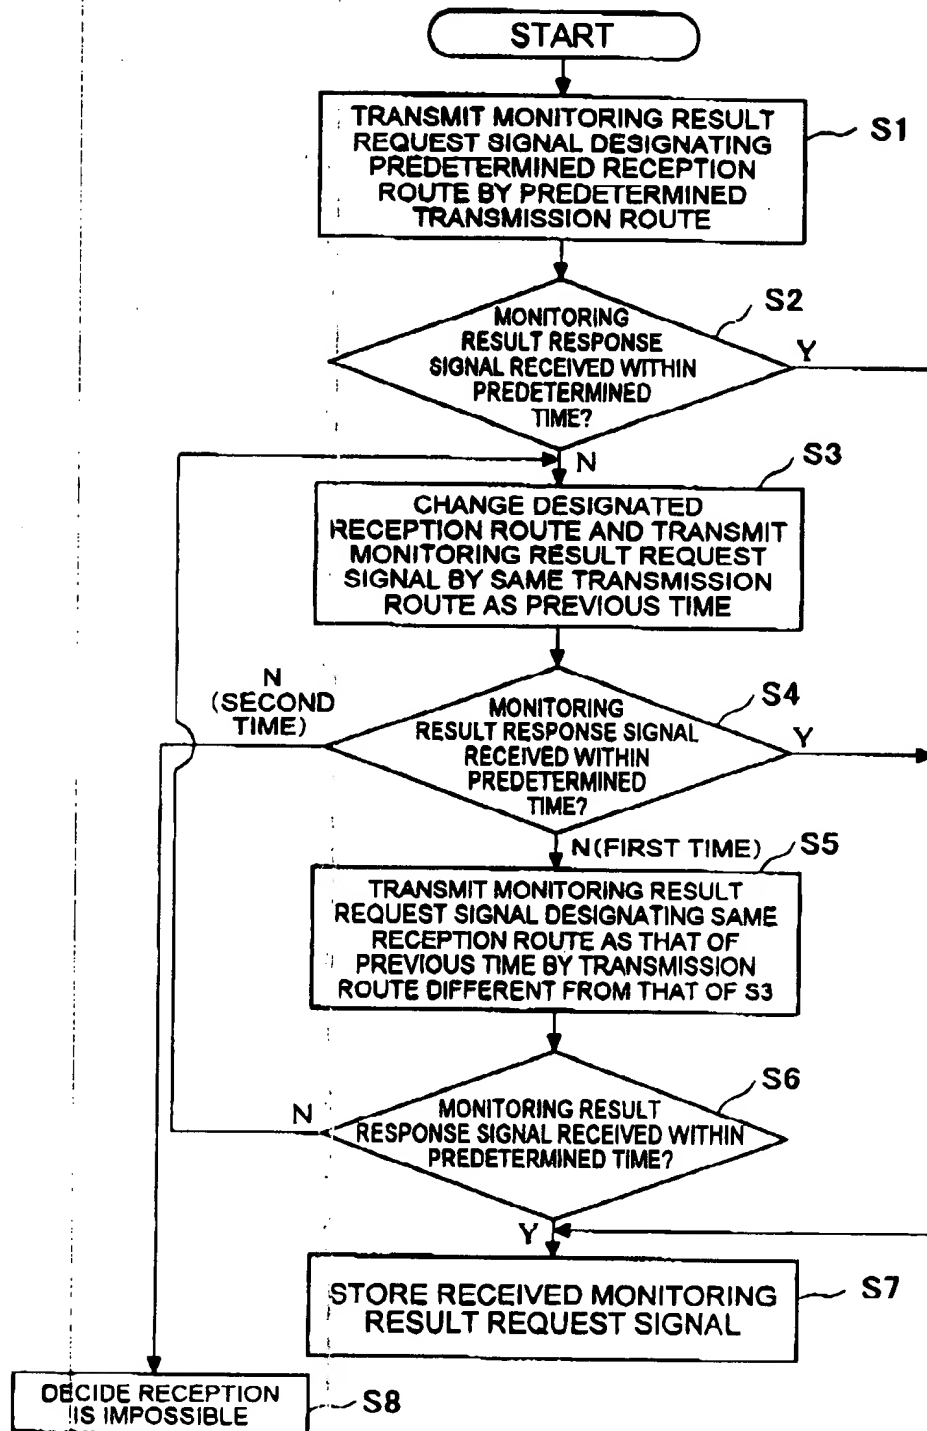 START
TRANSMIT MONITORING RESULT
REQUEST SIGNAL DESIGNATING
PREDETERMINED RECEPTION
ROUTE BY PREDETERMINED
TRANSMISSION ROUTE
S1
MONITORING
RESULT RESPONSE
SIGNAL RECEIVED WITHIN
PREDETERMINED
TIME?
S2
Y
N
S3
CHANGE DESIGNATED
RECEPTION ROUTE AND TRANSMIT
MONITORING RESULT REQUEST
SIGNAL BY SAME TRANSMISSION
ROUTE AS PREVIOUS TIME
N
(SECOND
TIME)
S4
MONITORING
RESULT RESPONSE SIGNAL
RECEIVED WITHIN
PREDETERMINED
TIME?
Y
N(FIRST TIME)
S5
TRANSMIT MONITORING RESULT
REQUEST SIGNAL DESIGNATING SAME
RECEPTION ROUTE AS THAT OF
PREVIOUS TIME BY TRANSMISSION
ROUTE DIFFERENT FROM THAT OF S3
S6
N
MONITORING RESULT
RESPONSE SIGNAL RECEIVED WITHIN
PREDETERMINED TIME?
Y
STORE RECEIVED MONITORING
RESULT REQUEST SIGNAL
S7
DECIDE RECEPTION
IS IMPOSSIBLE
S8